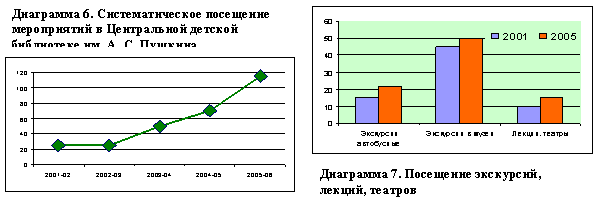 Диаграмма 6. Систематическое посещение
мероприятий в Центральной детской
библиотеке им. А. С. Пушкина
120
100
80
60
40
20
0
2001-02
2002-03
2003-04
2004-05
2005-06
60
50
40
30
20
10
0
2001
2005
Экскурсии автобусные
Экскурсии в музеи
Лекции, театры
Диаграмма 7. Посещение экскурсий,
лекций, театров